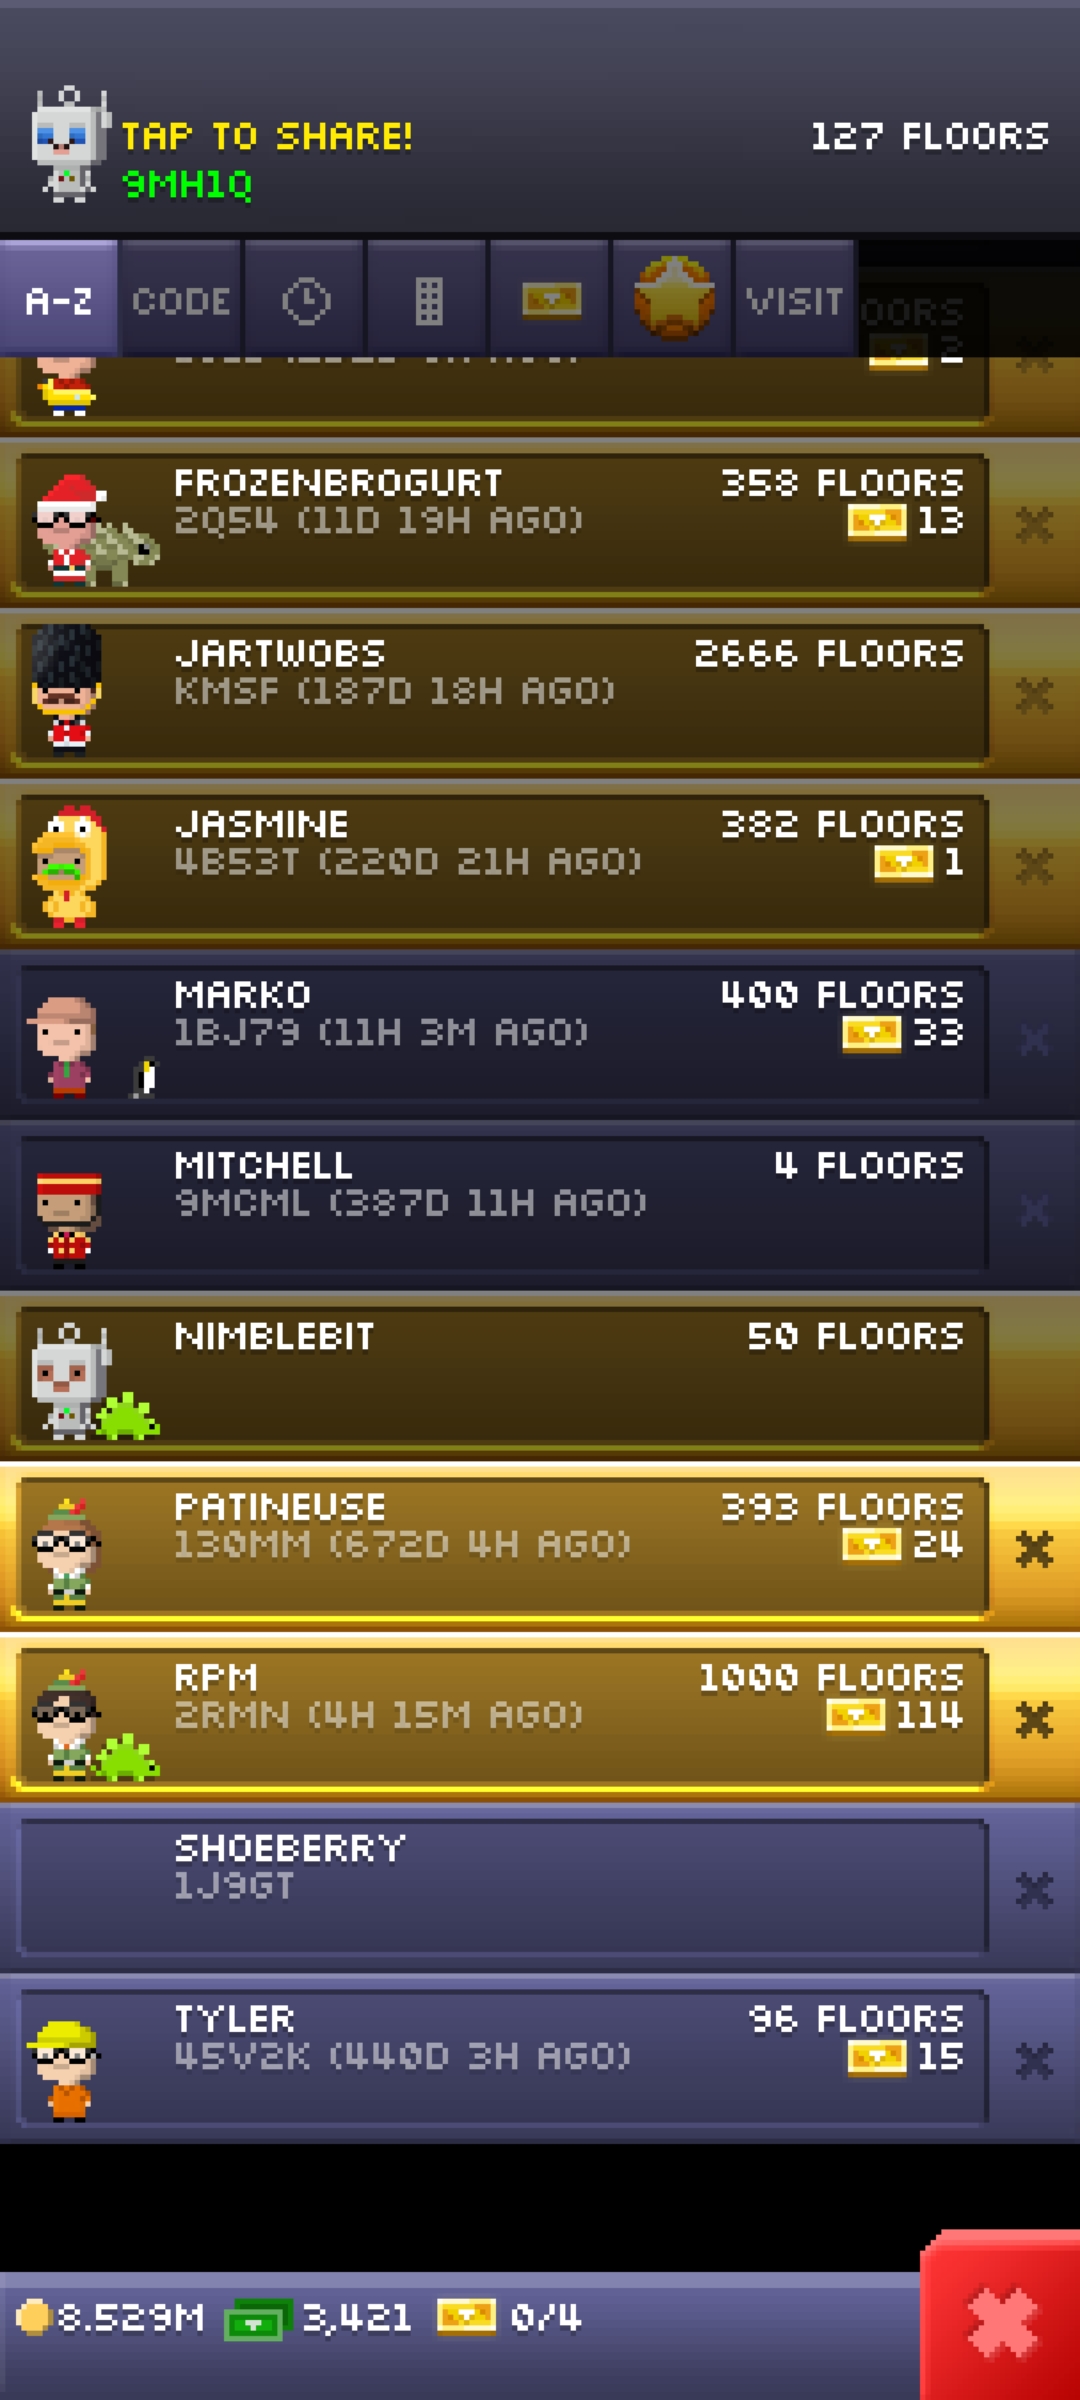 TAP TO SHARE!
127 FLOORS
9MH1Q
A-Z
CODE
VISIT
2
FROZENBROGURT
358 FLOORS
2Q54 (11D 19H AGO)
13
JARTWOBS
2666 FLOORS
KMSF (187D 18H AGO)
JASMINE
382 FLOORS
4B53T (220D 21H AGO)
1
MARKO
400 FLOORS
1BJ79 (11H 3M AGO)
33
MITCHELL
4 FLOORS
9MCML (387D 11H AGO)
NIMBLEBIT
50 FLOORS
PATINEUSE
393 FLOORS
130MM (672D 4H AGO)
24
RPM
1000 FLOORS
2RMN (4H 15M AGO)
114
SHOEBERRY
1J9GT
TYLER
96 FLOORS
45V2K (440D 3H AGO)
15
8.529M
3,421
0/4